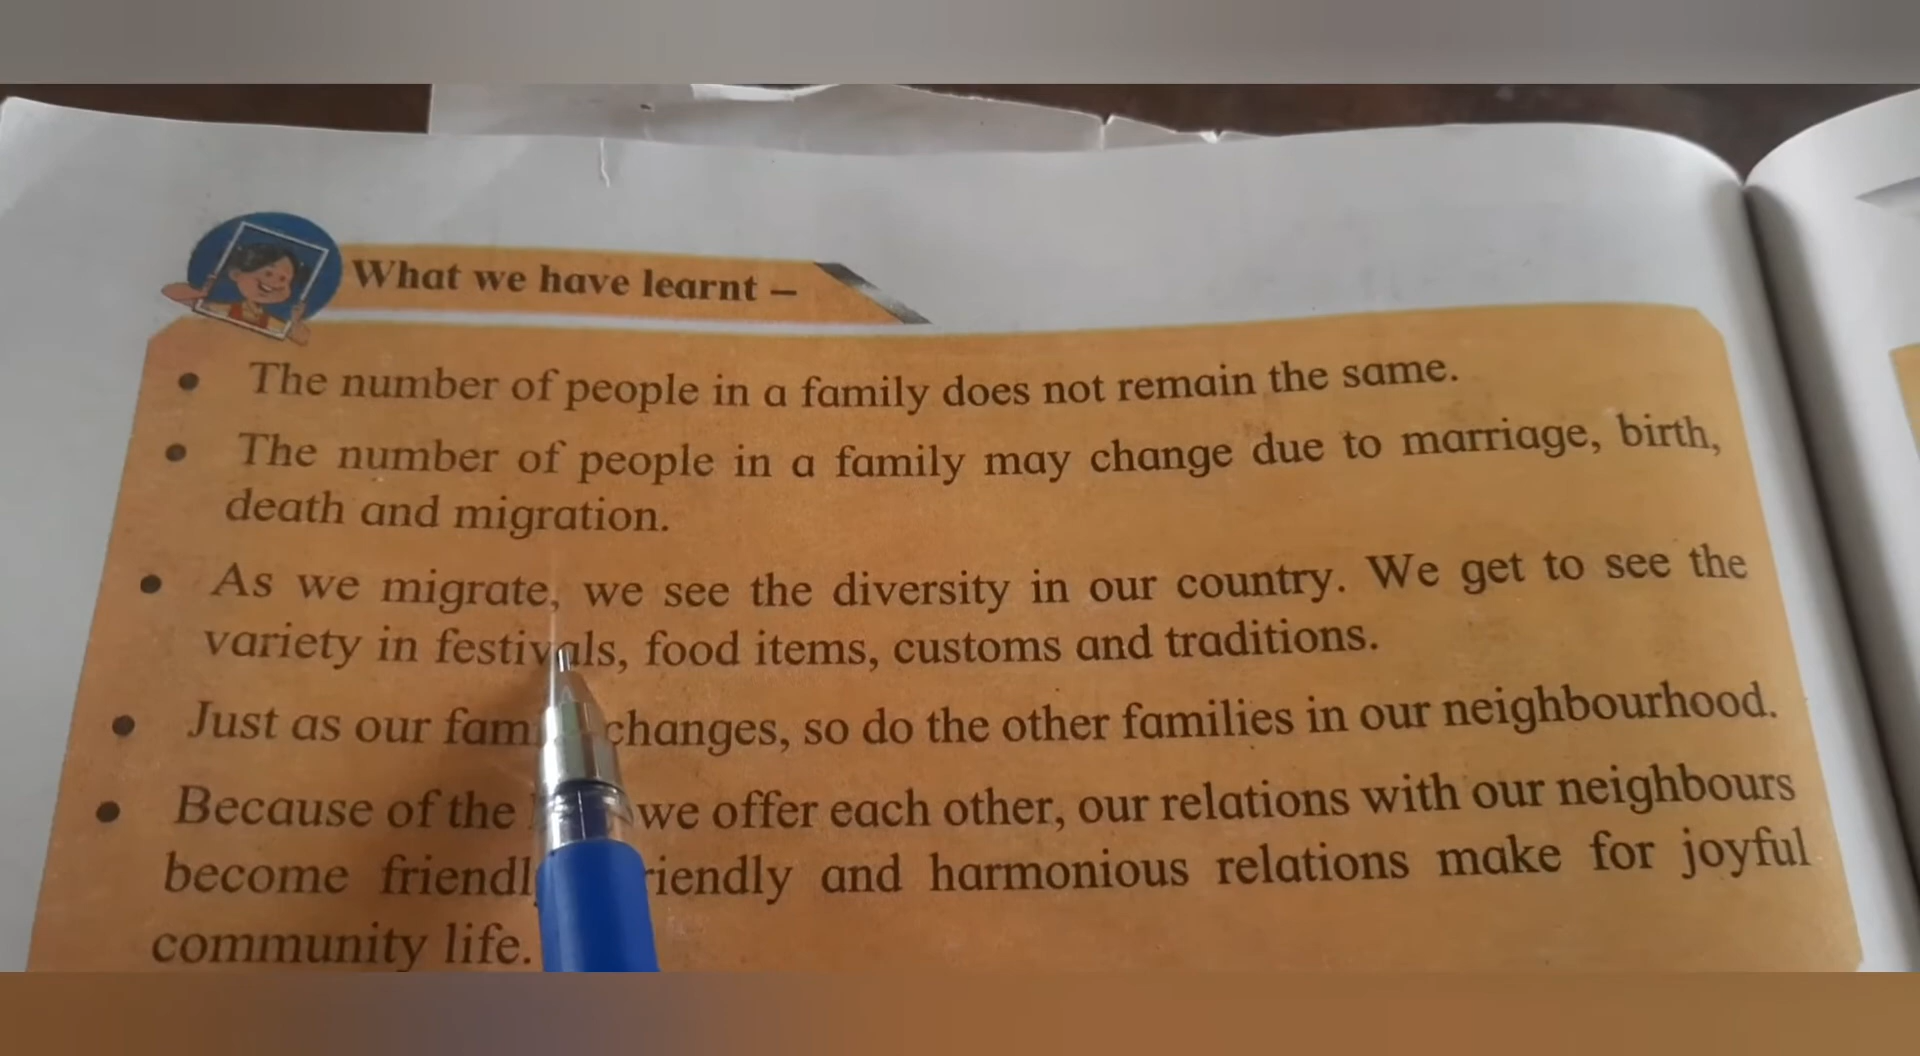 What we have learnt –
• The number of people in a family does not remain the same.
• The number of people in a family may change due to marriage, birth,
death and migration.
• As we migrate, we see the diversity in our country. We get to see the
variety in festivals, food items, customs and traditions.
• Just as our changes, so do the other families in our neighbourhood.
• Because of the we offer each other, our relations with our neighbours
become and harmonious relations make for joyful
community life.